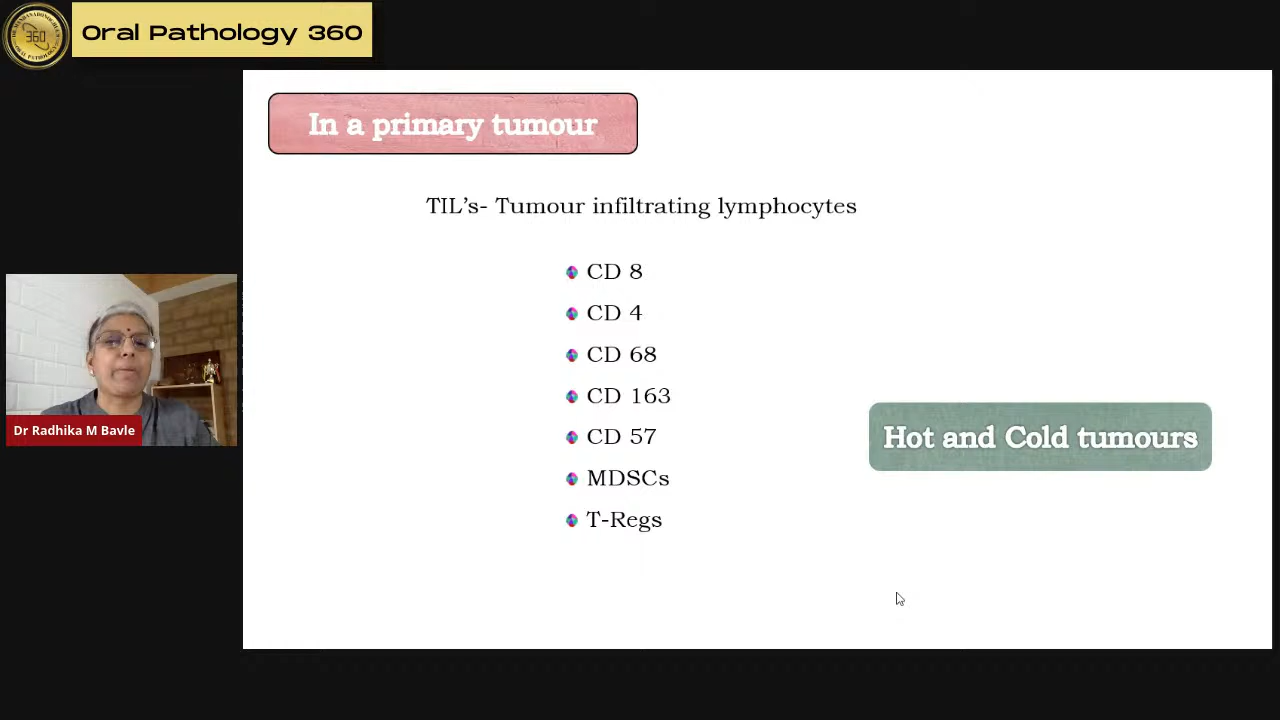 360
Oral Pathology 360
In a primary tumour
TIL's- Tumour infiltrating lymphocytes
CD 8
CD 4
CD 68
CD 163
CD 57
MDSCs
T-Regs
Hot and Cold tumours
Dr Radhika M Bavle